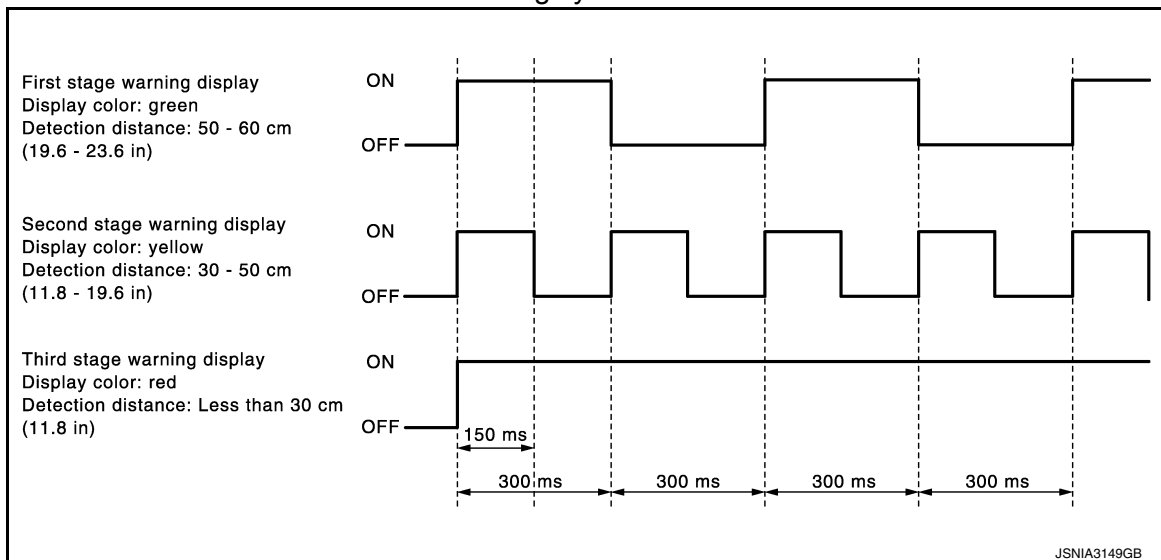 First stage warning display
Display color: green
Detection distance: 50 - 60 cm
(19.6 - 23.6 in)
ON
OFF
Second stage warning display
Display color: yellow
Detection distance: 30 - 50 cm
(11.8 - 19.6 in)
ON
OFF
Third stage warning display
Display color: red
Detection distance: Less than 30 cm
(11.8 in)
ON
OFF
150 ms
300 ms
300 ms
300 ms
300 ms
JSNIA3149GB